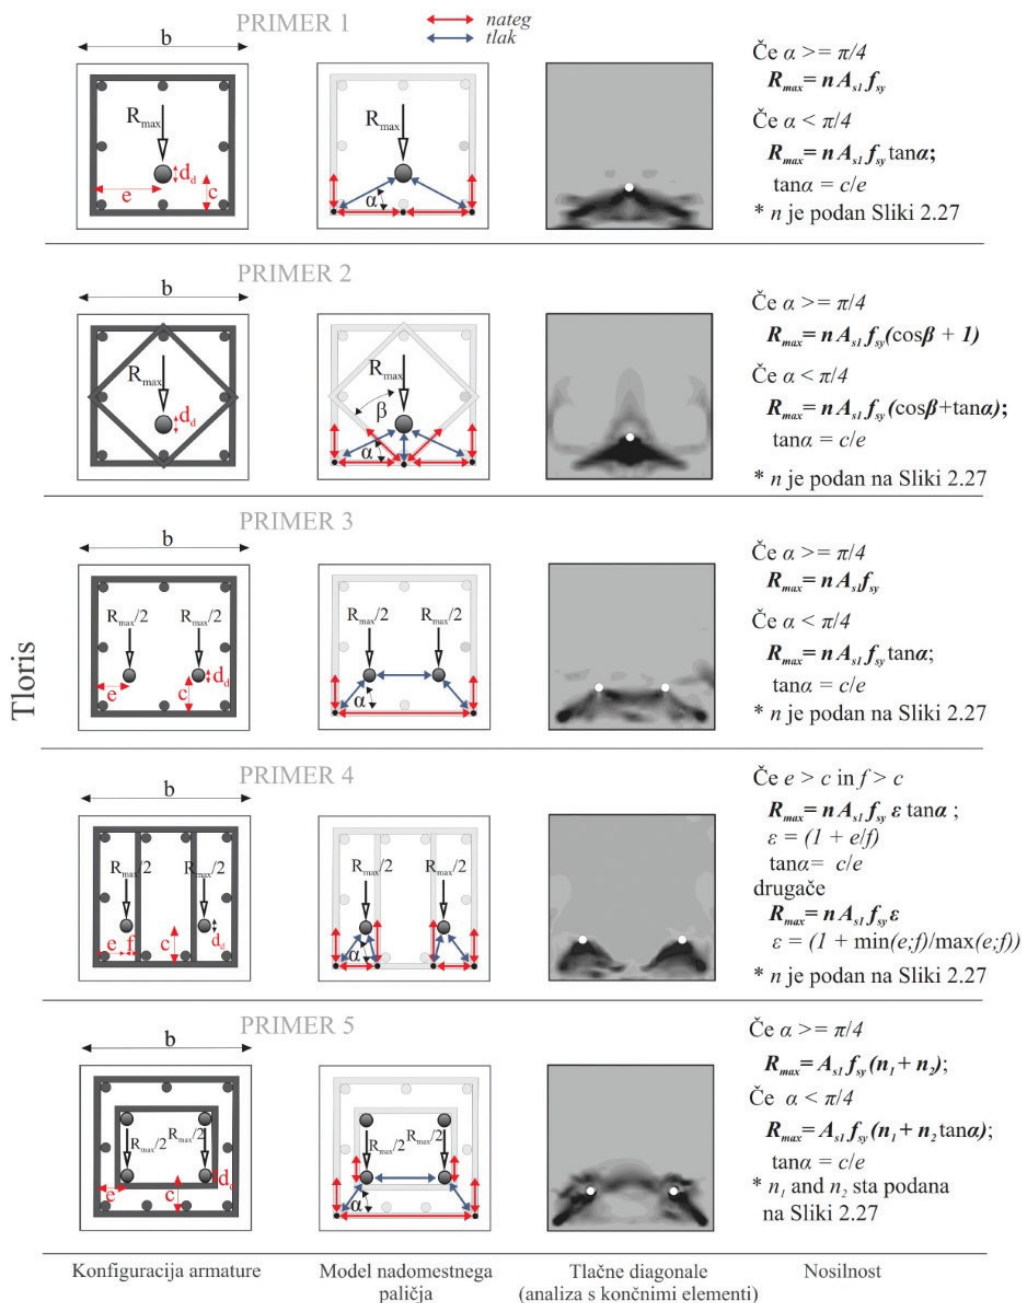 PRIMER 1
nateg
tlak
b
R_max
d_d
e
c
R_max
α
Če α >= π/4
R_max = n A_s1 f_sy
Če α < π/4
R_max = n A_s1 f_sy tanα;
tanα = c/e
* n je podan Sliki 2.27
PRIMER 2
b
R_max
d_d
R_max
β
α
Če α >= π/4
R_max = n A_s1 f_sy (cosβ + 1)
Če α < π/4
R_max = n A_s1 f_sy (cosβ+tanα);
tanα = c/e
* n je podan na Sliki 2.27
Tloris
PRIMER 3
b
R_max/2
R_max/2
e
c
d_d
R_max/2
R_max/2
α
Če α >= π/4
R_max = n A_s1 f_sy
Če α < π/4
R_max = n A_s1 f_sy tanα;
tanα = c/e
* n je podan na Sliki 2.27
PRIMER 4
b
R_max/2
R_max/2
e
f
c
d_d
R_max/2
R_max/2
α
Če e > c in f > c
R_max = n A_s1 f_sy ε tanα ;
ε = (1 + e/f)
tanα = c/e
drugače
R_max = n A_s1 f_sy ε
ε = (1 + min(e;f)/max(e;f))
* n je podan na Sliki 2.27
PRIMER 5
b
R_max/2
R_max/2
e
c
d_d
R_max/2
R_max/2
α
Če α >= π/4
R_max = A_s1 f_sy (n_1 + n_2);
Če α < π/4
R_max = A_s1 f_sy (n_1 + n_2 tanα);
tanα = c/e
* n_1 and n_2 sta podana
na Sliki 2.27
Konfiguracija armature
Model nadomestnega
paličja
Tlačne diagonale
(analiza s končnimi elementi)
Nosilnost